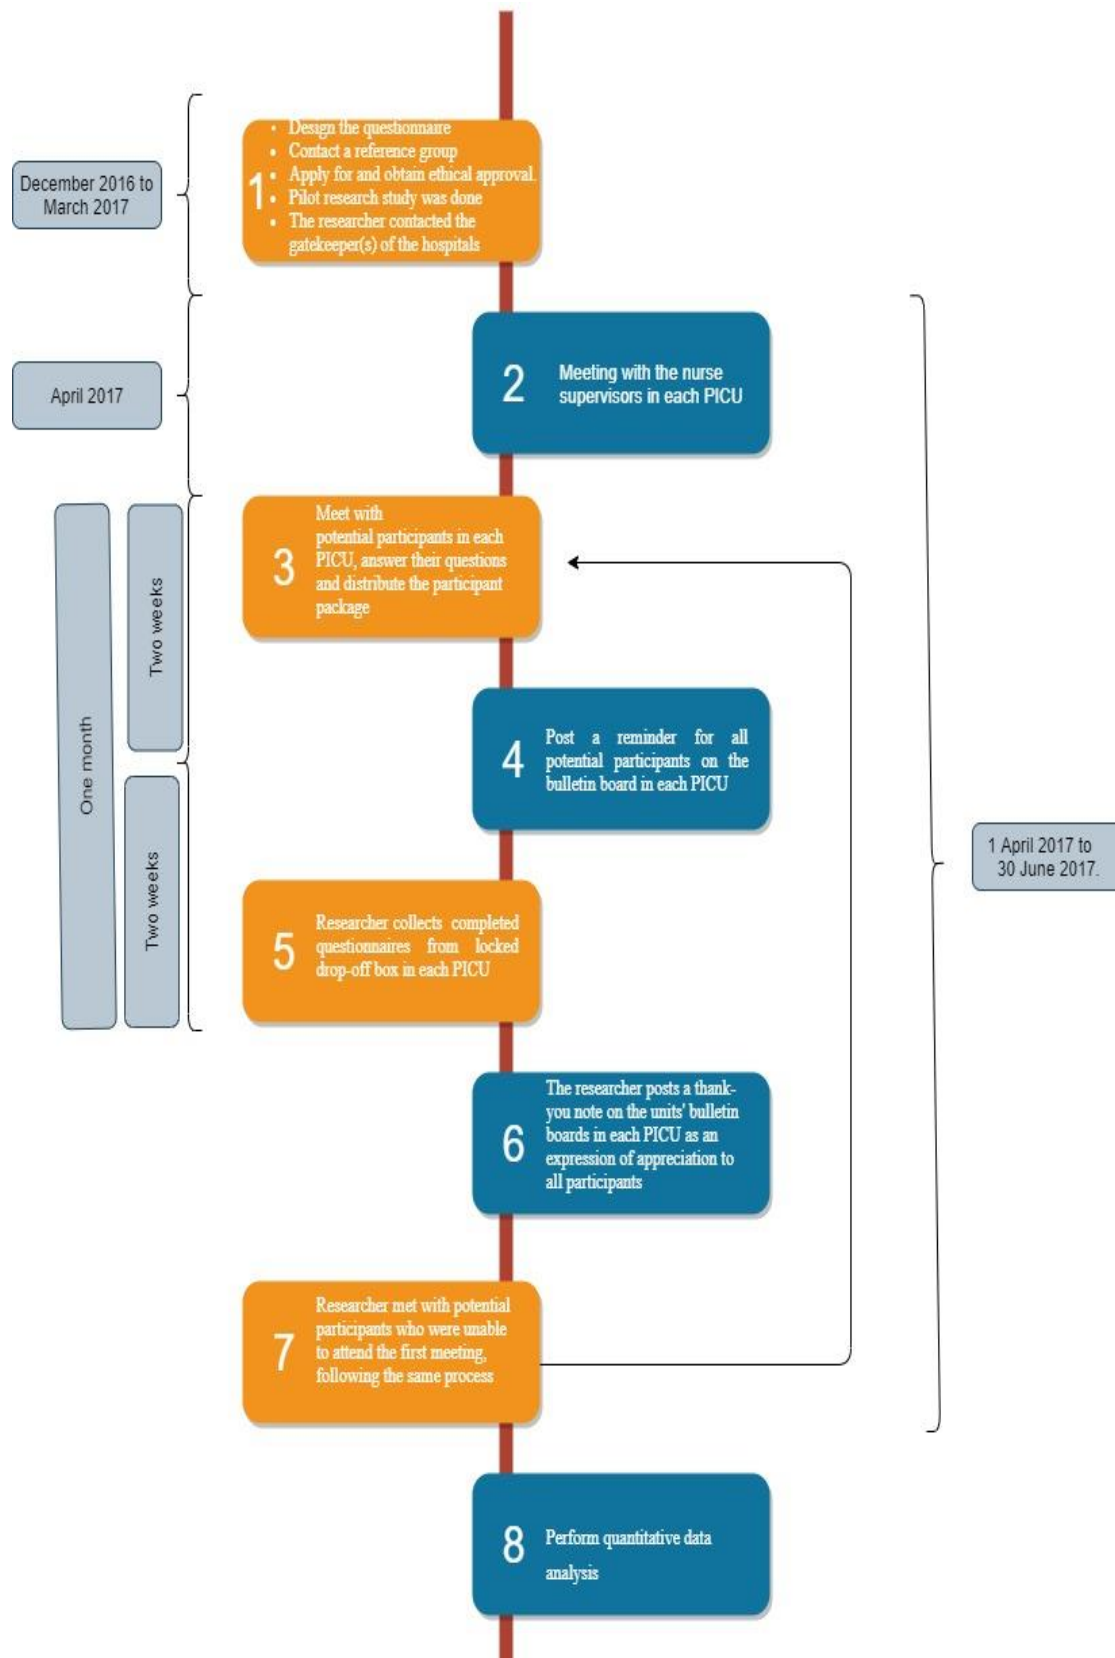 December 2016 to
March 2017
1
• Design the questionnaire
• Contact a reference group
• Apply for and obtain ethical approval.
• Pilot research study was done
• The researcher contacted the
gatekeeper(s) of the hospitals
April 2017
2
Meeting with the nurse
supervisors in each PICU
One month
Two weeks
Two weeks
3
Meet with
potential participants in each
PICU, answer their questions
and distribute the participant
package
4
Post a reminder for all
potential participants on the
bulletin board in each PICU
1 April 2017 to
30 June 2017.
5
Researcher collects completed
questionnaires from locked
drop-off box in each PICU
6
The researcher posts a thank-
you note on the units' bulletin
boards in each PICU as an
expression of appreciation to
all participants
7
Researcher met with potential
participants who were unable
to attend the first meeting,
following the same process
8
Perform quantitative data
analysis